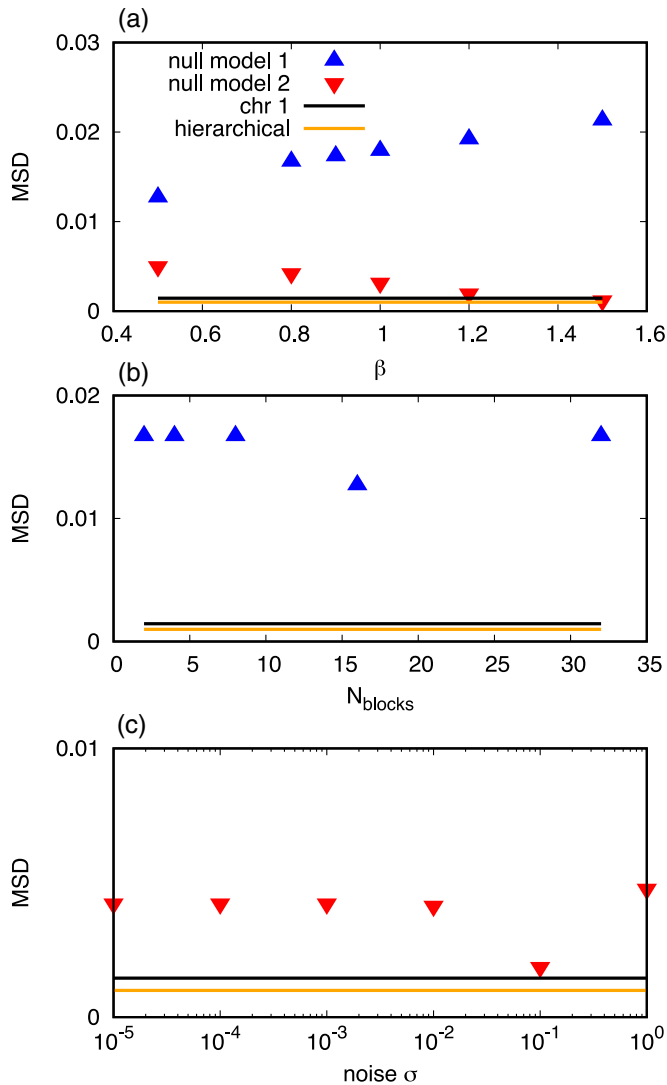 (a)
0.03
null model 1
null model 2
chr 1
hierarchical
0.02
MSD
0.01
0
0.4 0.6 0.8 1 1.2 1.4 1.6
β
(b)
0.02
MSD
0.01
0
0 5 10 15 20 25 30 35
N_blocks
(c)
0.01
MSD
0
10⁻⁵ 10⁻⁴ 10⁻³ 10⁻² 10⁻¹ 10⁰
noise σ